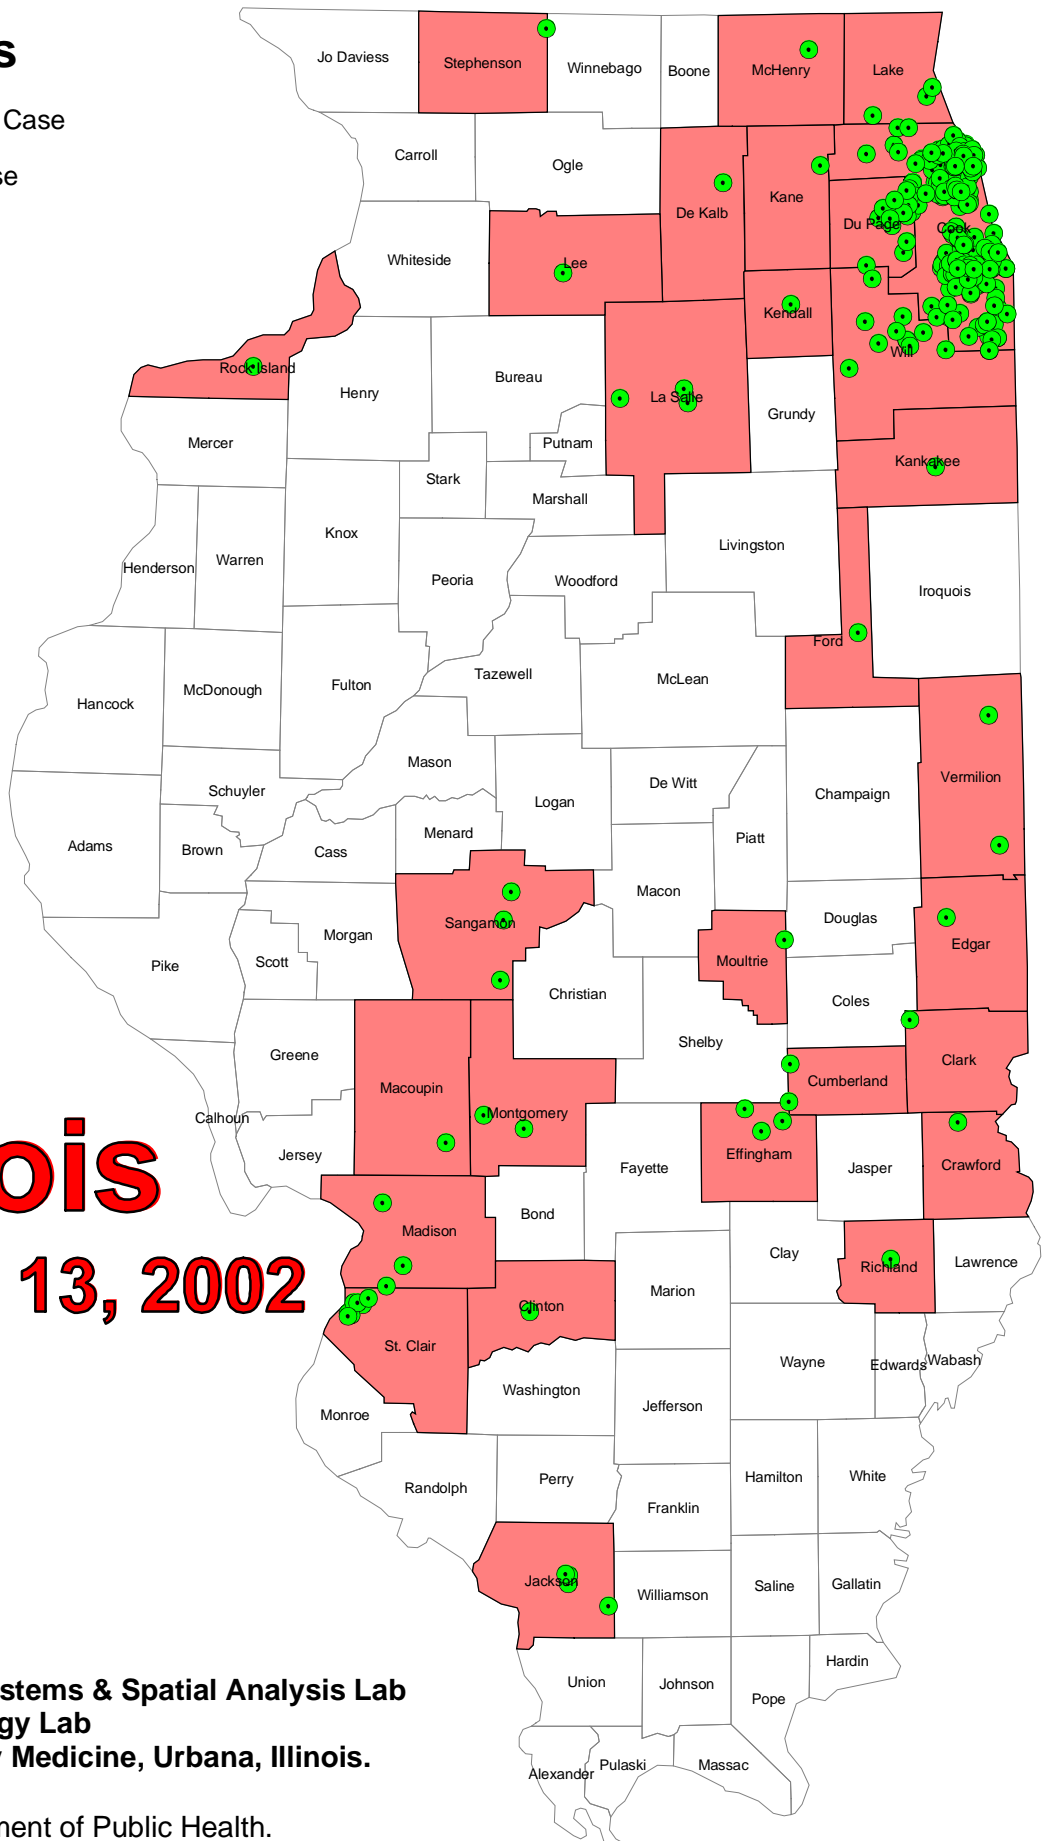 s
Case
se
Jo Daviess
Stephenson
Winnebago
Boone
McHenry
Lake
Carroll
Ogle
De Kalb
Kane
Du Page
Cook
Whiteside
Lee
Kendall
Rock Island
Henry
Bureau
La Salle
Will
Grundy
Mercer
Putnam
Kankakee
Stark
Marshall
Knox
Livingston
Henderson
Warren
Peoria
Woodford
Iroquois
Ford
Hancock
McDonough
Fulton
Tazewell
McLean
Mason
Vermilion
Schuyler
Logan
De Witt
Champaign
Adams
Brown
Cass
Menard
Piatt
Macon
Sangamon
Morgan
Douglas
Edgar
Pike
Scott
Moultrie
Christian
Coles
Greene
Shelby
Clark
Macoupin
Cumberland
Calhoun
Montgomery
Jersey
Effingham
Fayette
Jasper
Crawford
ois
Bond
Madison
Clay
Richland
Lawrence
13, 2002
Clinton
Marion
St. Clair
Wayne
Edwards
Wabash
Washington
Monroe
Jefferson
Randolph
Perry
Hamilton
White
Franklin
Jackson
Williamson
Saline
Gallatin
Union
Johnson
Hardin
Pope
stems & Spatial Analysis Lab
gy Lab
y Medicine, Urbana, Illinois.
Alexander
Pulaski
Massac
ment of Public Health.